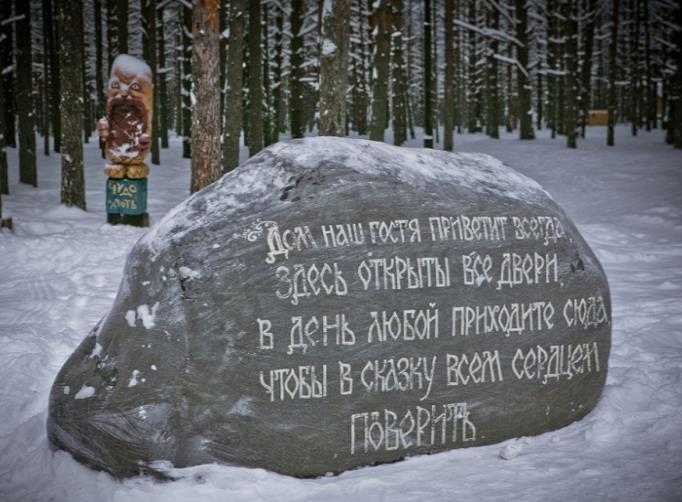 Дом наш гостя приветит всегда,
здесь открыты все двери.
в день любой приходите сюда,
чтобы в сказку всем сердцем
поверить.
Чудо